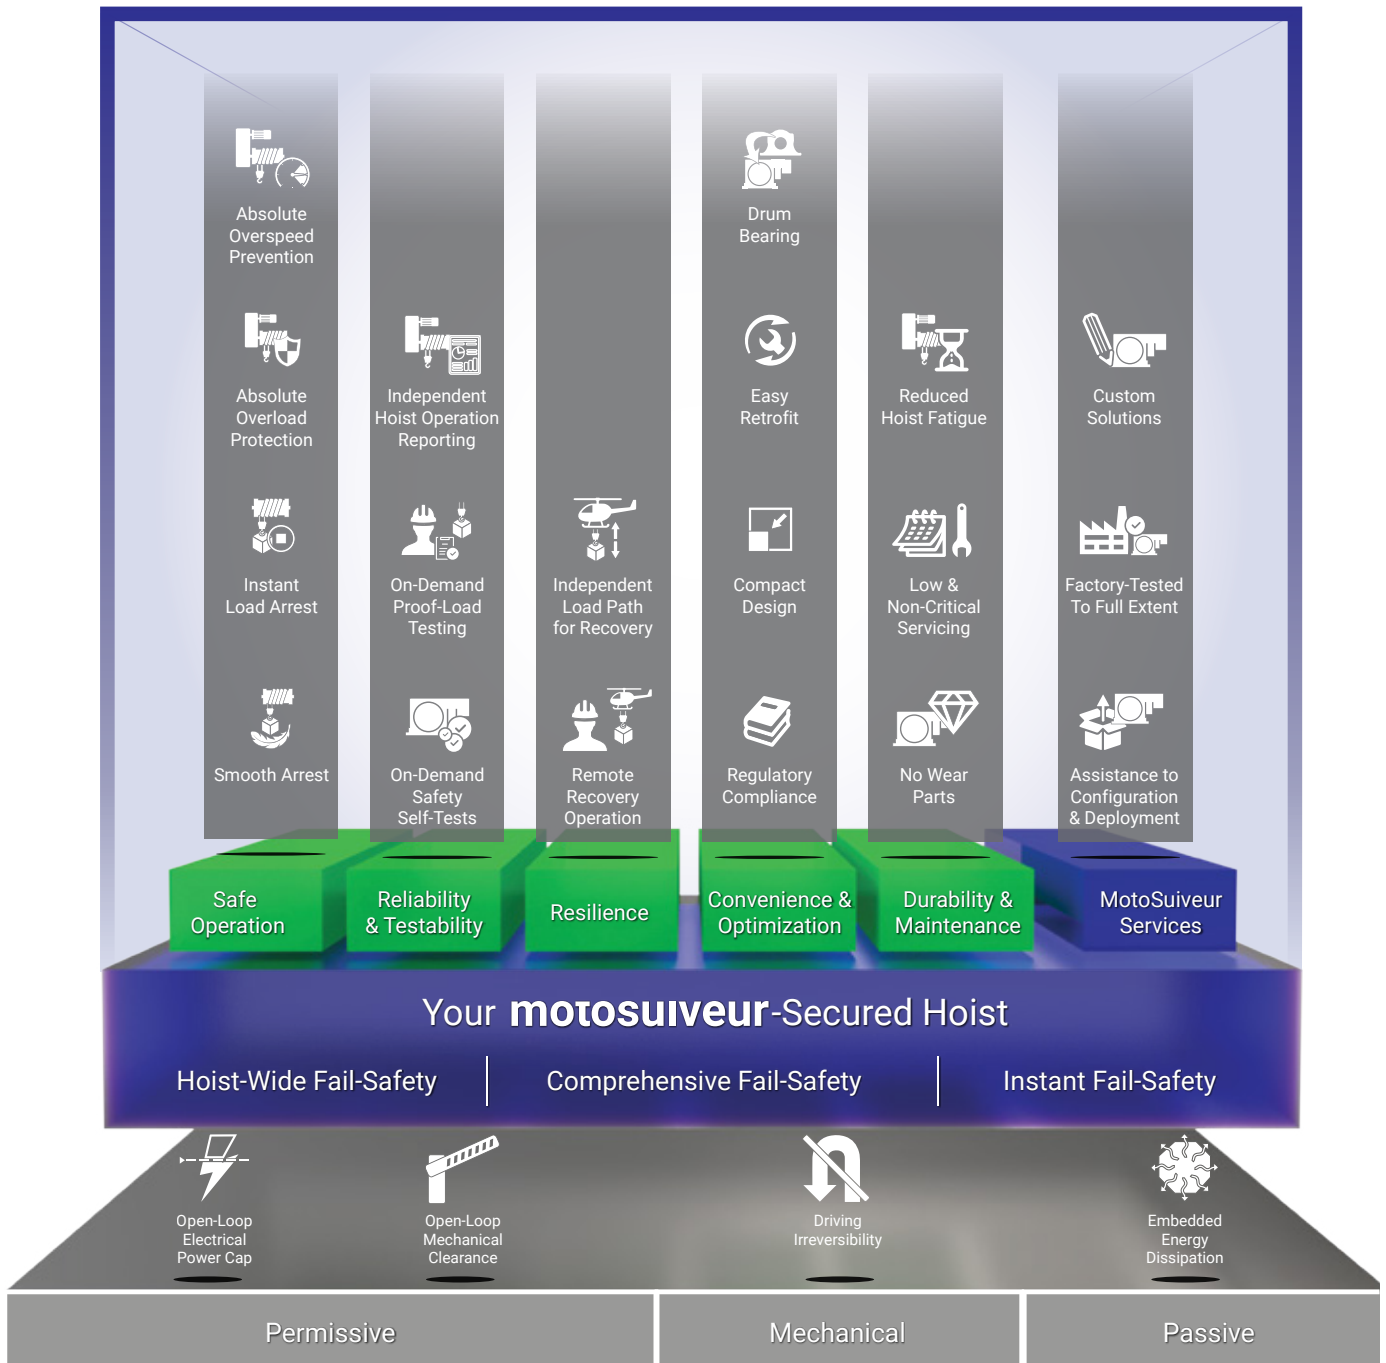 Absolute
Overspeed
Prevention
Drum
Bearing
Absolute
Overload
Protection
Independent
Hoist Operation
Reporting
Easy
Retrofit
Reduced
Hoist Fatigue
Custom
Solutions
Instant
Load Arrest
On-Demand
Proof-Load
Testing
Independent
Load Path
for Recovery
Compact
Design
Low &
Non-Critical
Servicing
Factory-Tested
To Full Extent
Smooth Arrest
On-Demand
Safety
Self-Tests
Remote
Recovery
Operation
Regulatory
Compliance
No Wear
Parts
Assistance to
Configuration
& Deployment
Safe
Operation
Reliability
& Testability
Resilience
Convenience &
Optimization
Durability &
Maintenance
MotoSuiveur
Services
Your motosuiveur-Secured Hoist
Hoist-Wide Fail-Safety
Comprehensive Fail-Safety
Instant Fail-Safety
Open-Loop
Electrical
Power Cap
Open-Loop
Mechanical
Clearance
Driving
Irreversibility
Embedded
Energy
Dissipation
Permissive
Mechanical
Passive